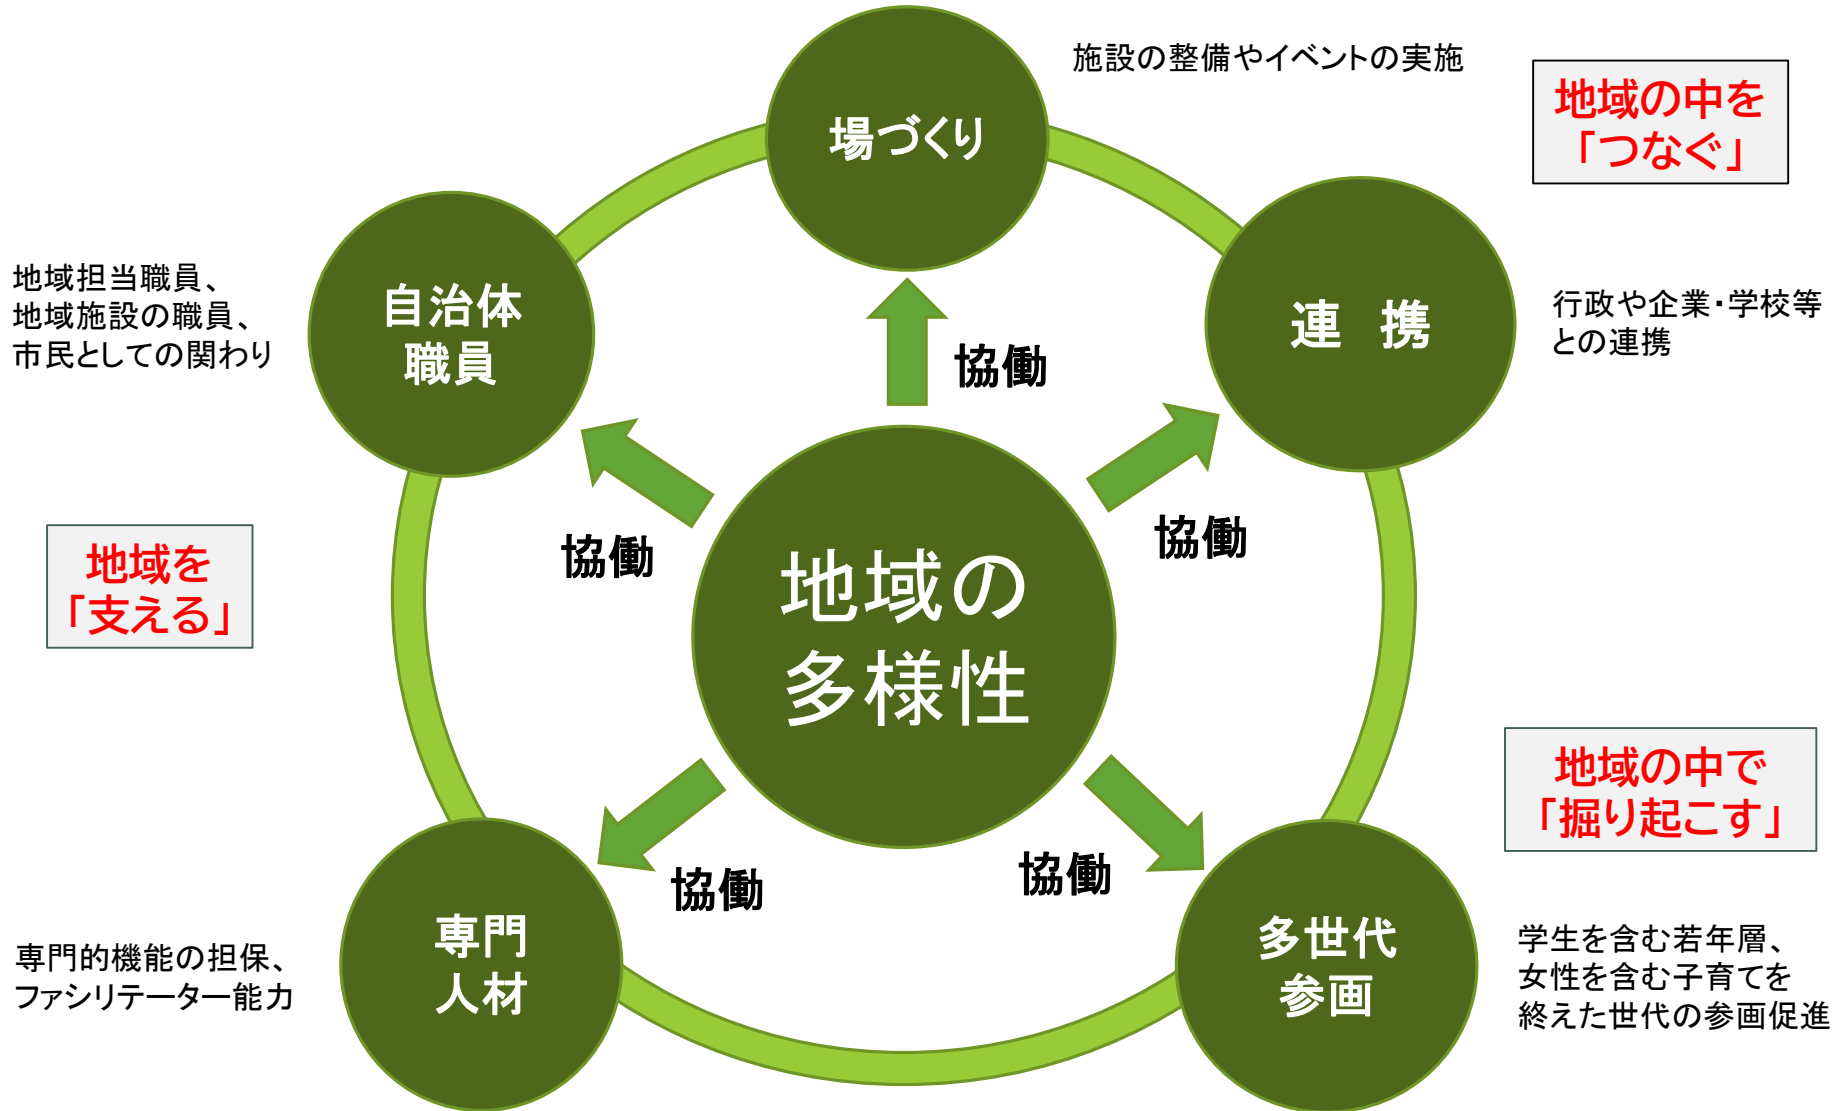 施設の整備やイベントの実施
地域の中を
「つなぐ」
場づくり
地域担当職員、
地域施設の職員、
市民としての関わり
自治体
職員
連　携
行政や企業・学校等
との連携
協働
協働
協働
地域を
「支える」
地域の
多様性
地域の中で
「掘り起こす」
協働
協働
専門的機能の担保、
ファシリテーター能力
専門
人材
多世代
参画
学生を含む若年層、
女性を含む子育てを
終えた世代の参画促進